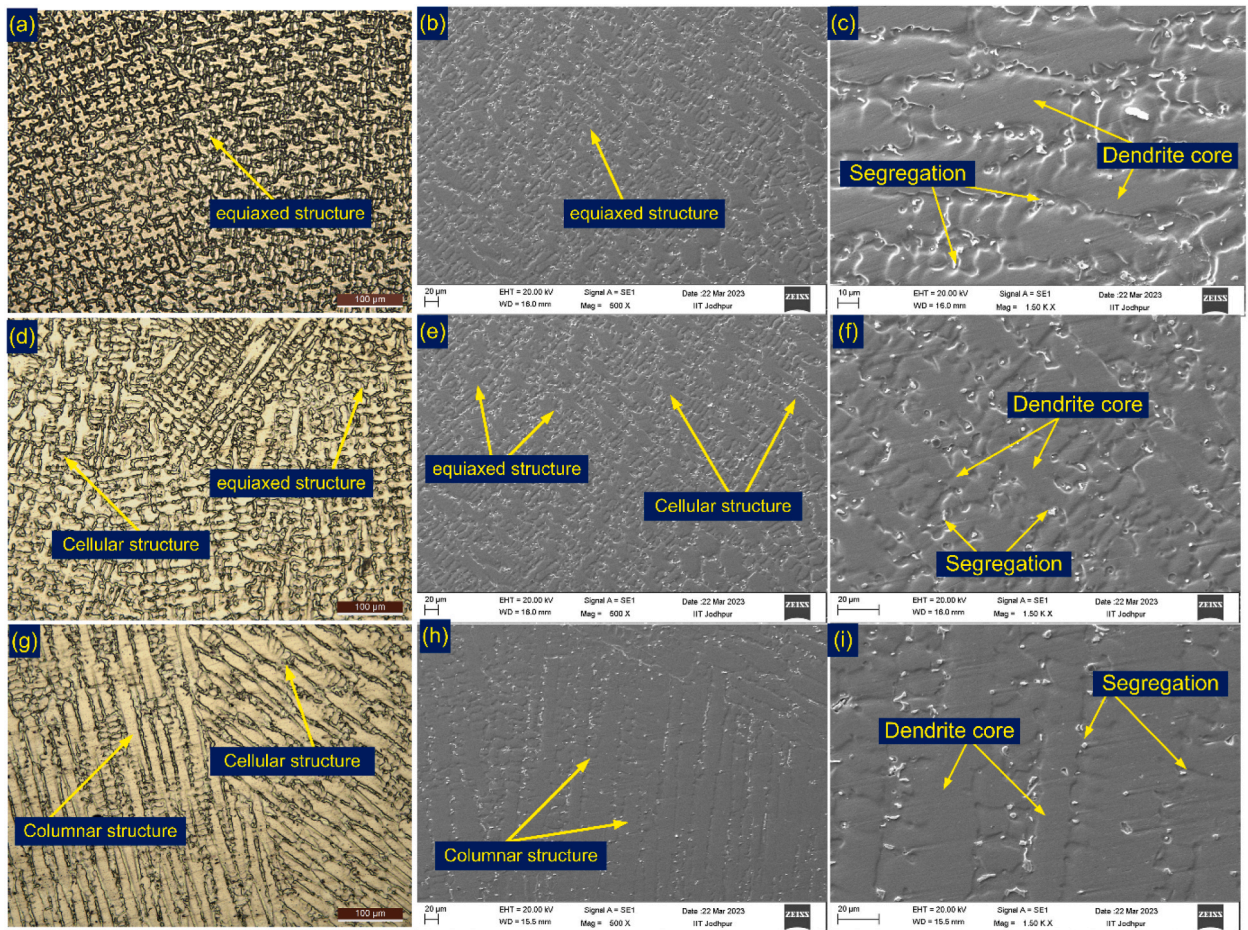 (a)
equiaxed structure
100 µm
(b)
equiaxed structure
20 µm
EHT = 20.00 kV
Signal A = SE1
Date :22 Mar 2023
WD = 16.0 mm
Mag = 500 X
IIT Jodhpur
ZEISS
(c)
Dendrite core
Segregation
10 µm
EHT = 20.00 kV
Signal A = SE1
Date :22 Mar 2023
WD = 16.0 mm
Mag = 1.50 K X
IIT Jodhpur
ZEISS
(d)
equiaxed structure
Cellular structure
100 µm
(e)
equiaxed structure
Cellular structure
20 µm
EHT = 20.00 kV
Signal A = SE1
Date :22 Mar 2023
WD = 16.0 mm
Mag = 500 X
IIT Jodhpur
ZEISS
(f)
Dendrite core
Segregation
20 µm
EHT = 20.00 kV
Signal A = SE1
Date :22 Mar 2023
WD = 16.0 mm
Mag = 1.50 K X
IIT Jodhpur
ZEISS
(g)
Cellular structure
Columnar structure
100 µm
(h)
Columnar structure
20 µm
EHT = 20.00 kV
Signal A = SE1
Date :22 Mar 2023
WD = 15.5 mm
Mag = 500 X
IIT Jodhpur
ZEISS
(i)
Segregation
Dendrite core
20 µm
EHT = 20.00 kV
Signal A = SE1
Date :22 Mar 2023
WD = 15.5 mm
Mag = 1.50 K X
IIT Jodhpur
ZEISS